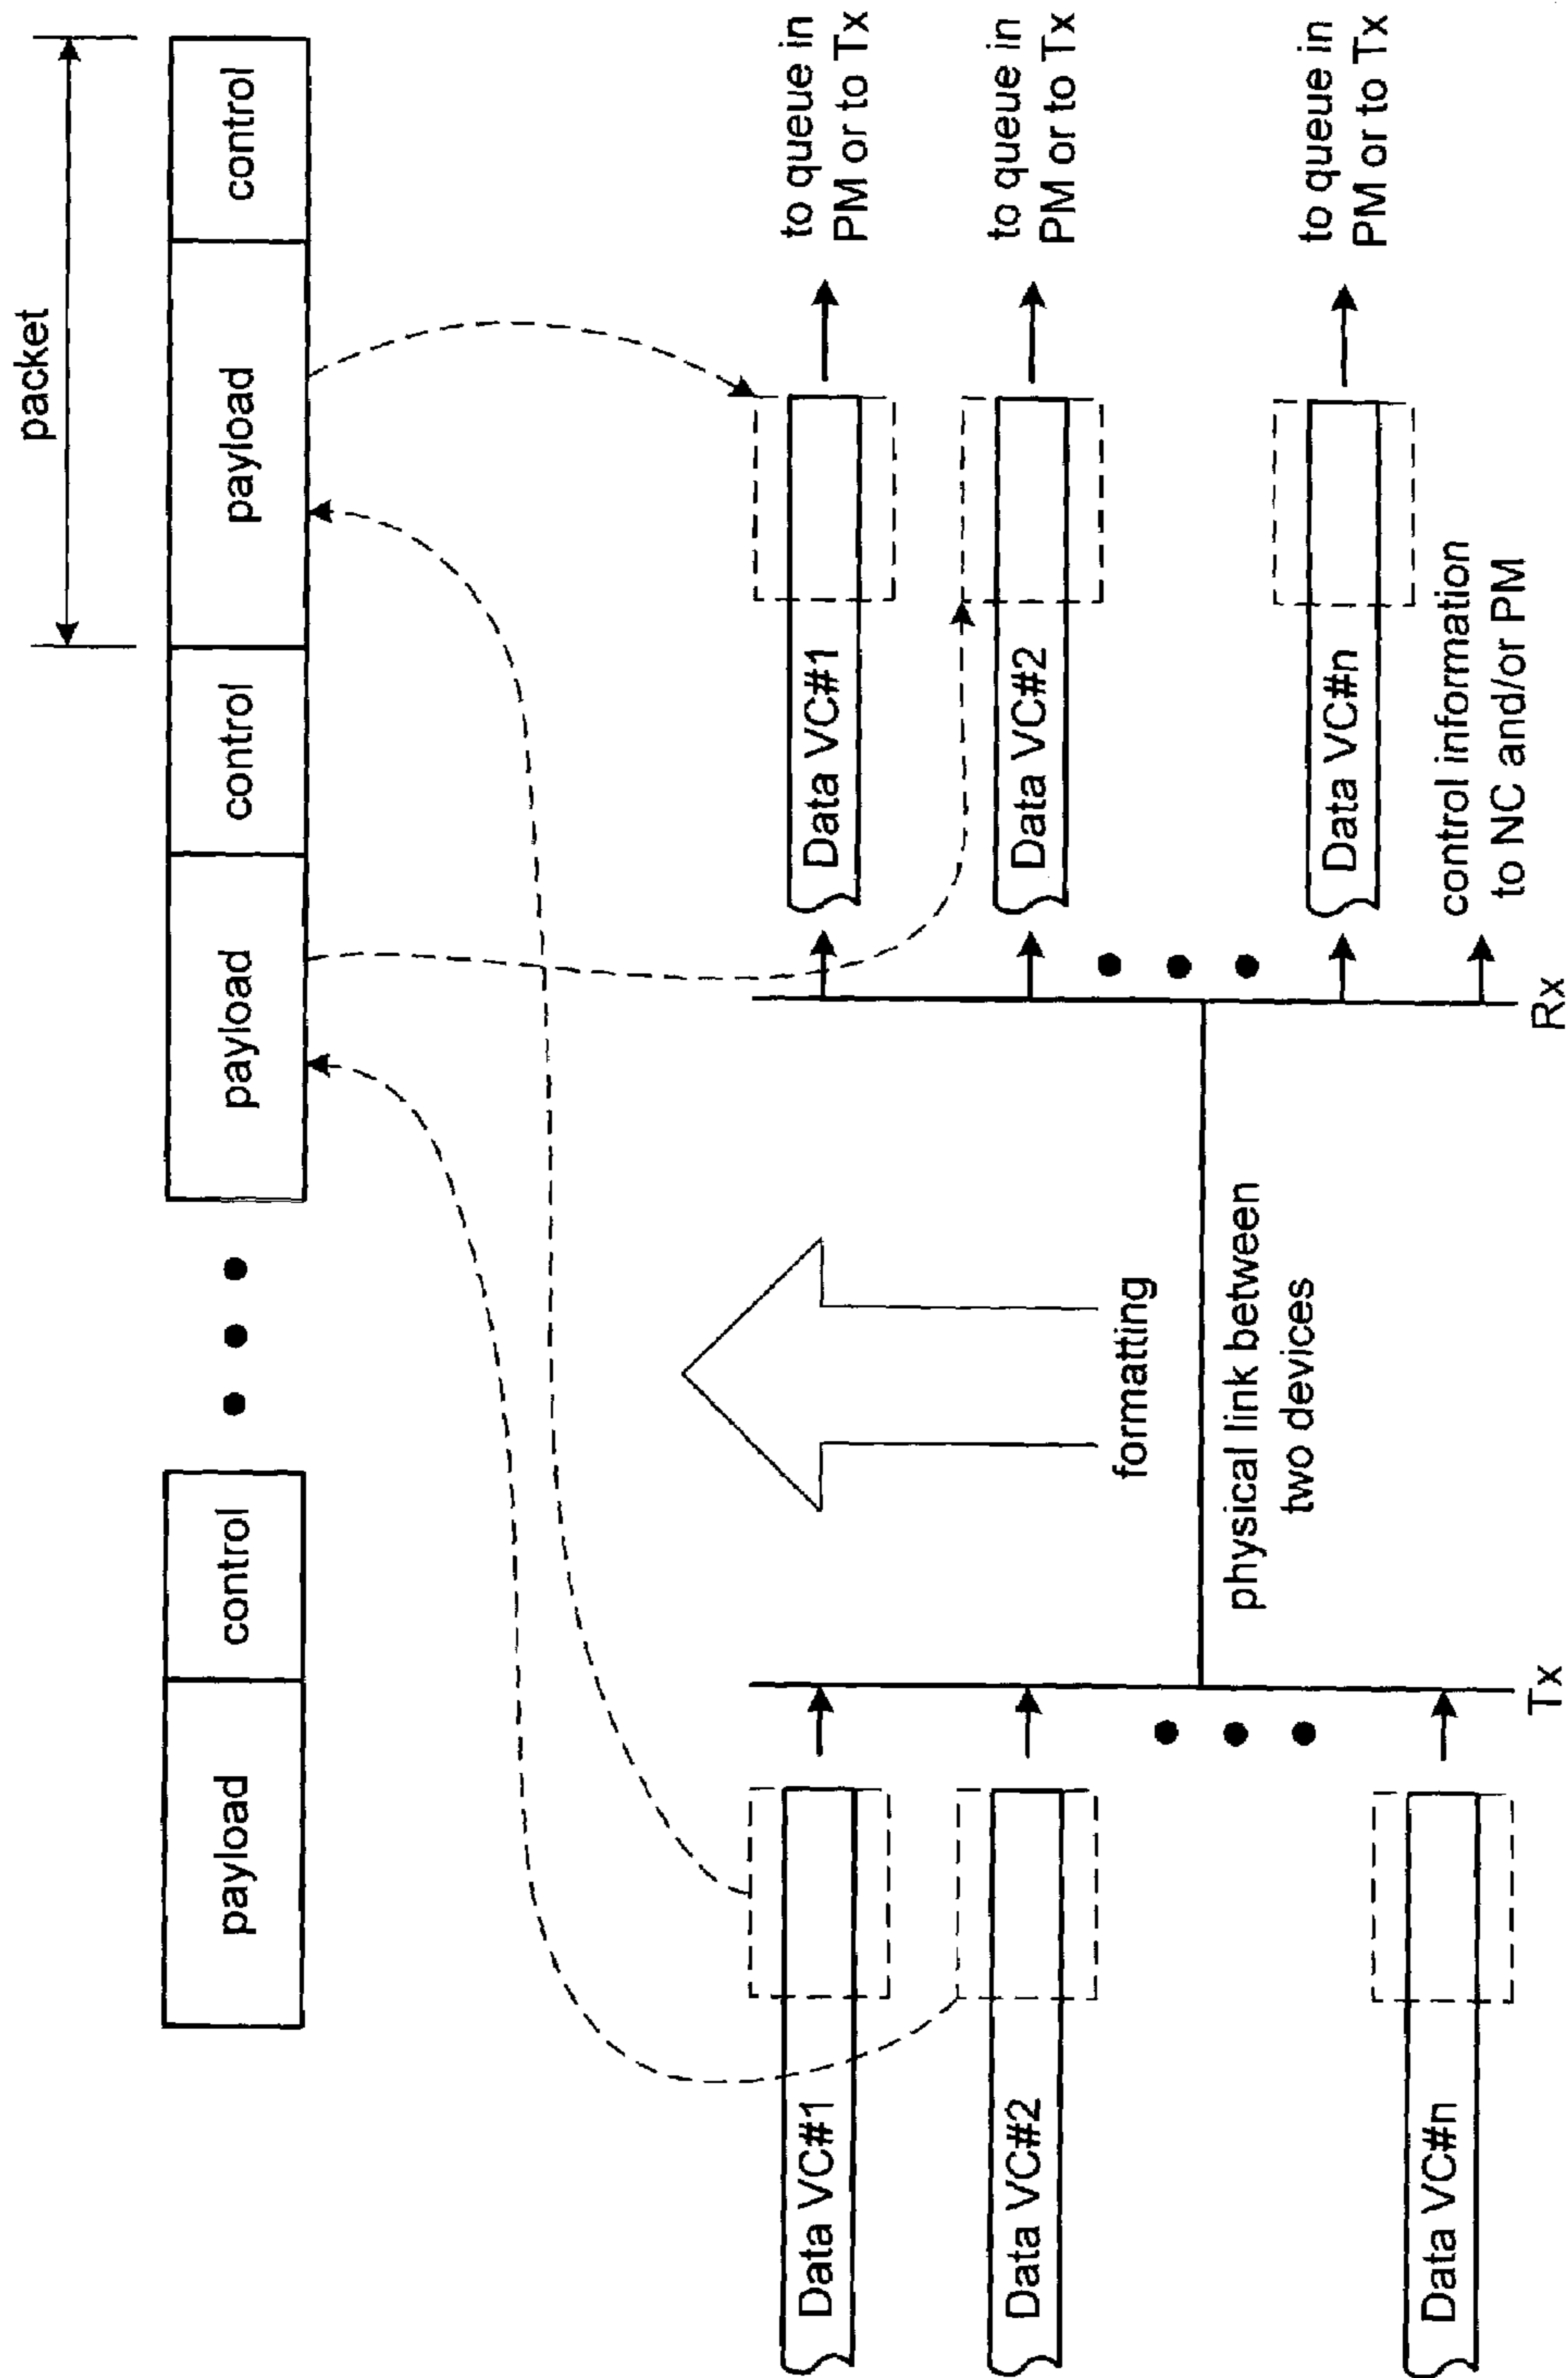 packet
payload
control
payload
control
payload
control
formatting
Data VC#1
Data VC#2
Data VC#n
Tx
physical link between
two devices
Rx
Data VC#1
Data VC#2
Data VC#n
to queue in
PM or to Tx
to queue in
PM or to Tx
to queue in
PM or to Tx
control information
to NC and/or PM